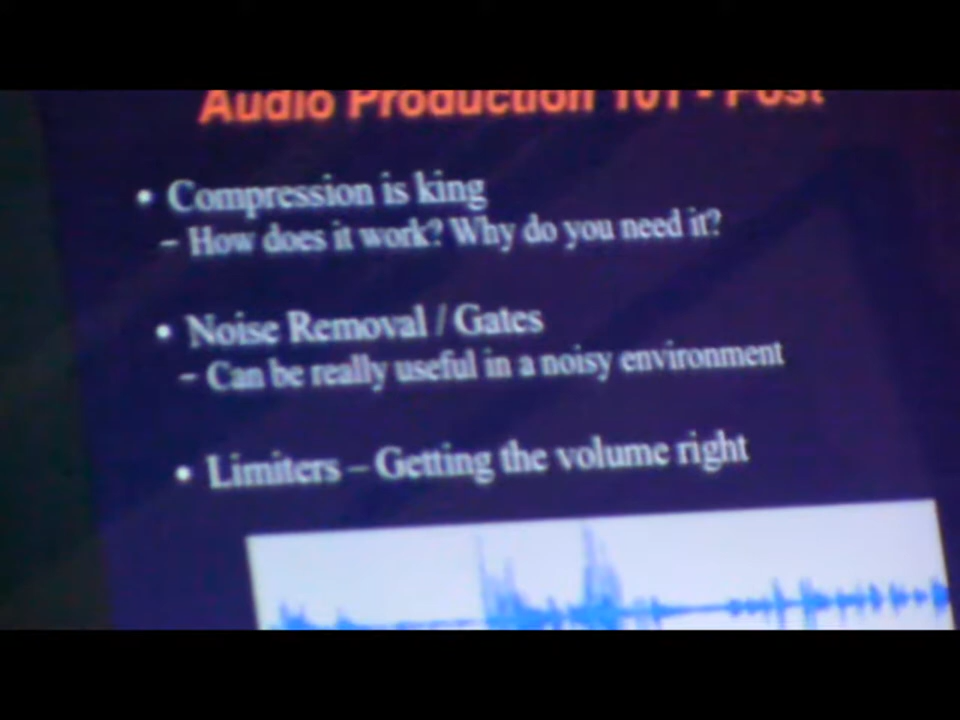 Audio Production 101 - Post
• Compression is king
– How does it work? Why do you need it?
• Noise Removal / Gates
– Can be really useful in a noisy environment
• Limiters – Getting the volume right